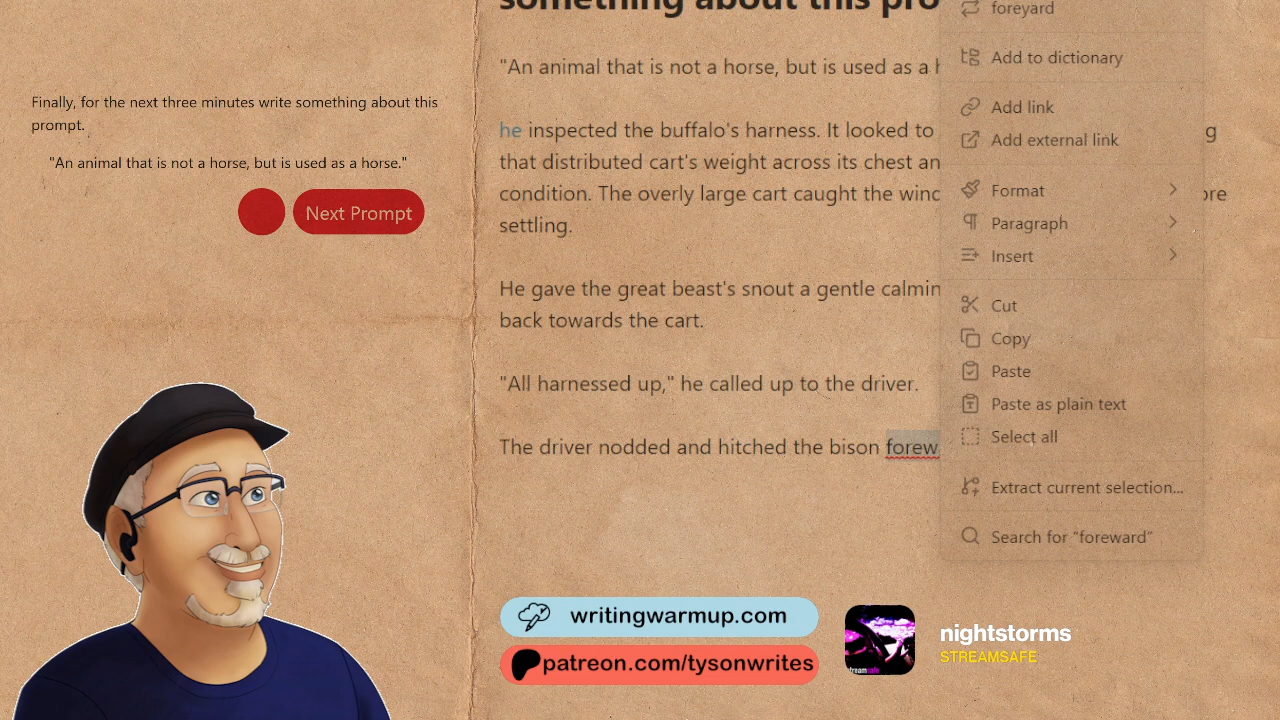 Finally, for the next three minutes write something about this
prompt.
"An animal that is not a horse, but is used as a horse."
Next Prompt
something about this pro
"An animal that is not a horse, but is used as a h
he inspected the buffalo's harness. It looked to
that distributed cart's weight across its chest an
condition. The overly large cart caught the winc
settling.
He gave the great beast's snout a gentle calmin
back towards the cart.
"All harnessed up," he called up to the driver.
The driver nodded and hitched the bison forew
foreyard
Add to dictionary
Add link
Add external link
Format
Paragraph
Insert
Cut
Copy
Paste
Paste as plain text
Select all
Extract current selection...
Search for "foreward"
writingwarmup.com
patreon.com/tysonwrites
nightstorms
STREAMSAFE